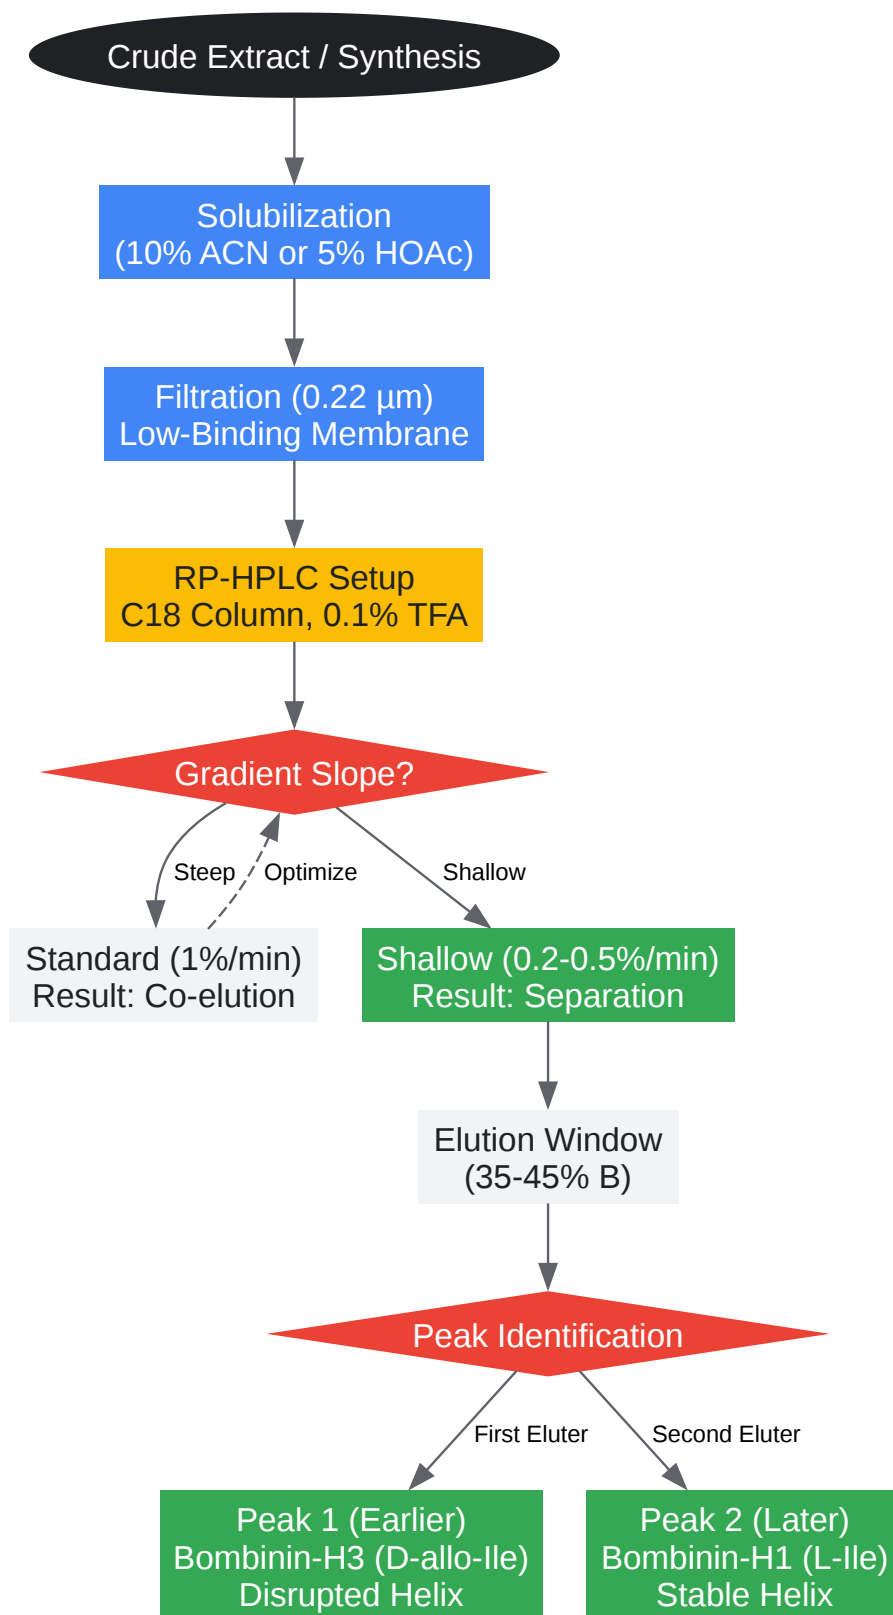 Crude Extract / Synthesis
Solubilization
(10% ACN or 5% HOAc)
Filtration (0.22 µm)
Low-Binding Membrane
RP-HPLC Setup
C18 Column, 0.1% TFA
Gradient Slope?
Steep
Optimize
Shallow
Standard (1%/min)
Result: Co-elution
Shallow (0.2-0.5%/min)
Result: Separation
Elution Window
(35-45% B)
Peak Identification
First Eluter
Second Eluter
Peak 1 (Earlier)
Bombinin-H3 (D-allo-Ile)
Disrupted Helix
Peak 2 (Later)
Bombinin-H1 (L-Ile)
Stable Helix